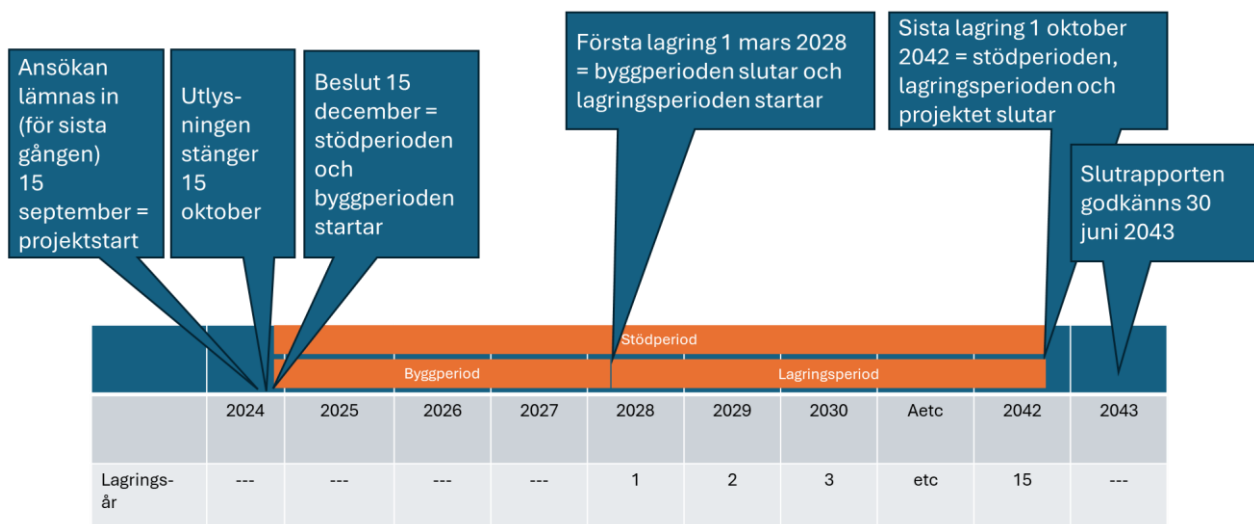 Ansökan
lämnas in
(för sista
gången)
15
september =
projektstart
Utlys-
ningen
stänger
15
oktober
Beslut 15
december =
stödperioden
och
byggperioden
startar
Första lagring 1 mars 2028
= byggperioden slutar och
lagringsperioden startar
Sista lagring 1 oktober
2042 = stödperioden,
lagringsperioden och
projektet slutar
Slutrapporten
godkänns 30
juni 2043
Stödperiod
Byggperiod Lagringsperiod
2024 2025 2026 2027 2028 2029 2030 Aetc 2042 2043
Lagrings-
år --- --- --- --- 1 2 3 etc 15 ---